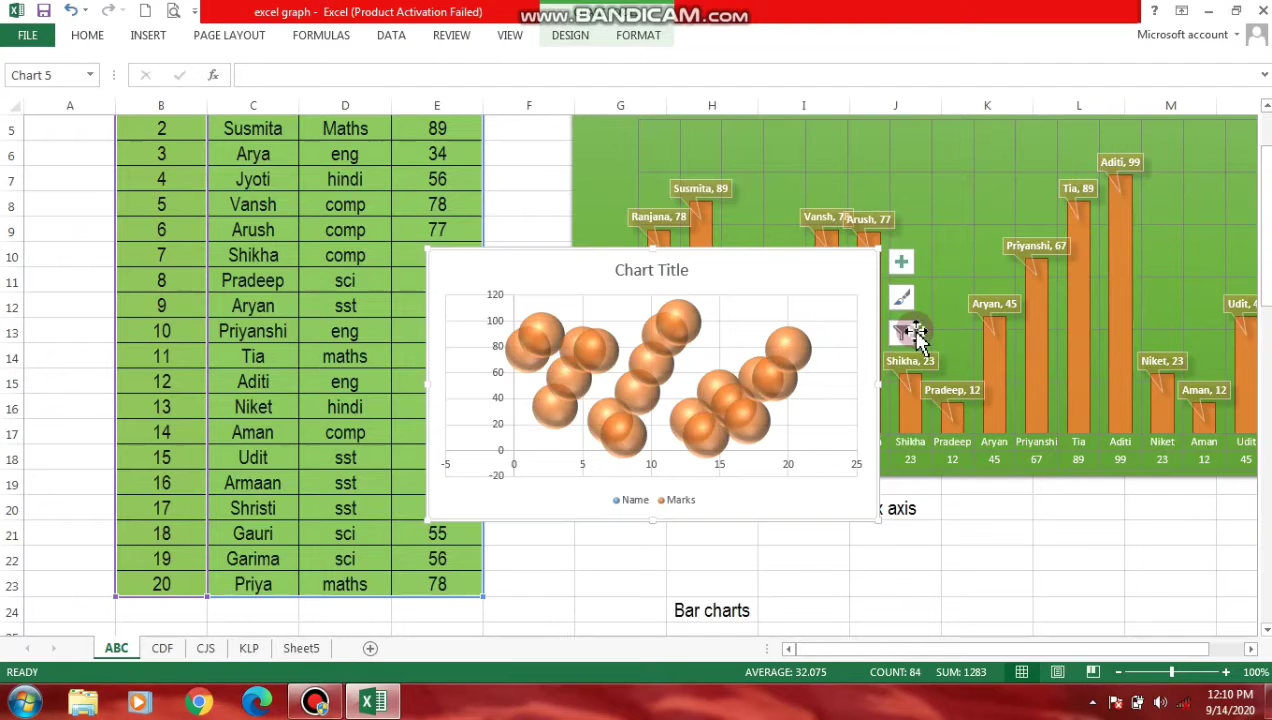 excel graph - Excel (Product Activation Failed)
www.BANDICAM.com
?
FILE HOME INSERT PAGE LAYOUT FORMULAS DATA REVIEW VIEW DESIGN FORMAT Microsoft account
Chart 5 fx
A B C D E F G H I J K L M
5 2 Susmita Maths 89
6 3 Arya eng 34
7 4 Jyoti hindi 56
8 5 Vansh comp 78
9 6 Arush comp 77
10 7 Shikha comp
11 8 Pradeep sci
12 9 Aryan sst
13 10 Priyanshi eng
14 11 Tia maths
15 12 Aditi eng
16 13 Niket hindi
17 14 Aman comp
18 15 Udit sst
19 16 Armaan sst
20 17 Shristi sst
21 18 Gauri sci 55
22 19 Garima sci 56
23 20 Priya maths 78
24
Chart Title
120
100
80
60
40
20
0
-20
-5 0 5 10 15 20 25
Name Marks
Aditi, 99
Susmita, 89
Tia, 89
Ranjana, 78
Vansh, 78
Arush, 77
Priyanshi, 67
Aryan, 45
Udit, 4
Shikha, 23
Niket, 23
Pradeep, 12
Aman, 12
Shikha Pradeep Aryan Priyanshi Tia Aditi Niket Aman Udit
23 12 45 67 89 99 23 12 45
x axis
Bar charts
ABC CDF CJS KLP Sheet5
READY AVERAGE: 32.075 COUNT: 84 SUM: 1283 100%
12:10 PM
9/14/2020